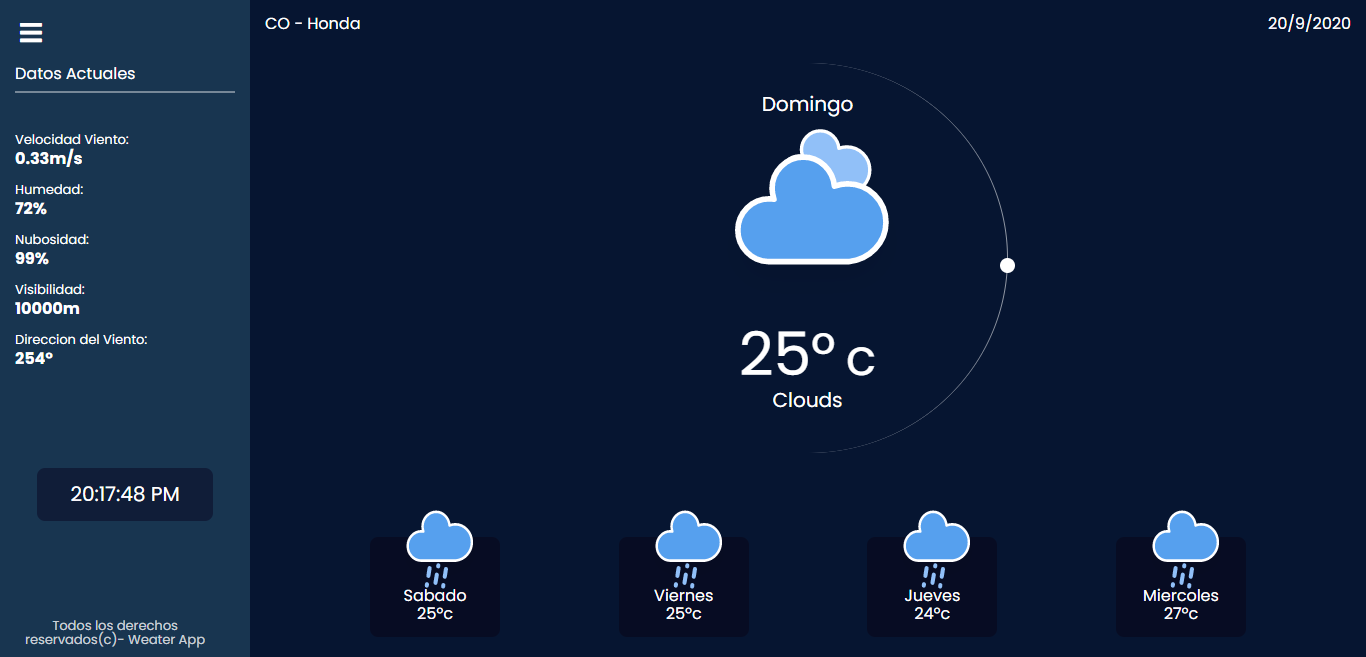 Datos Actuales
Velocidad Viento:
0.33m/s
Humedad:
72%
Nubosidad:
99%
Visibilidad:
10000m
Direccion del Viento:
254º
20:17:48 PM
Todos los derechos
reservados(c)- Weater App
CO - Honda
20/9/2020
Domingo
25º c
Clouds
Sabado
25ºc
Viernes
25ºc
Jueves
24ºc
Miercoles
27ºc